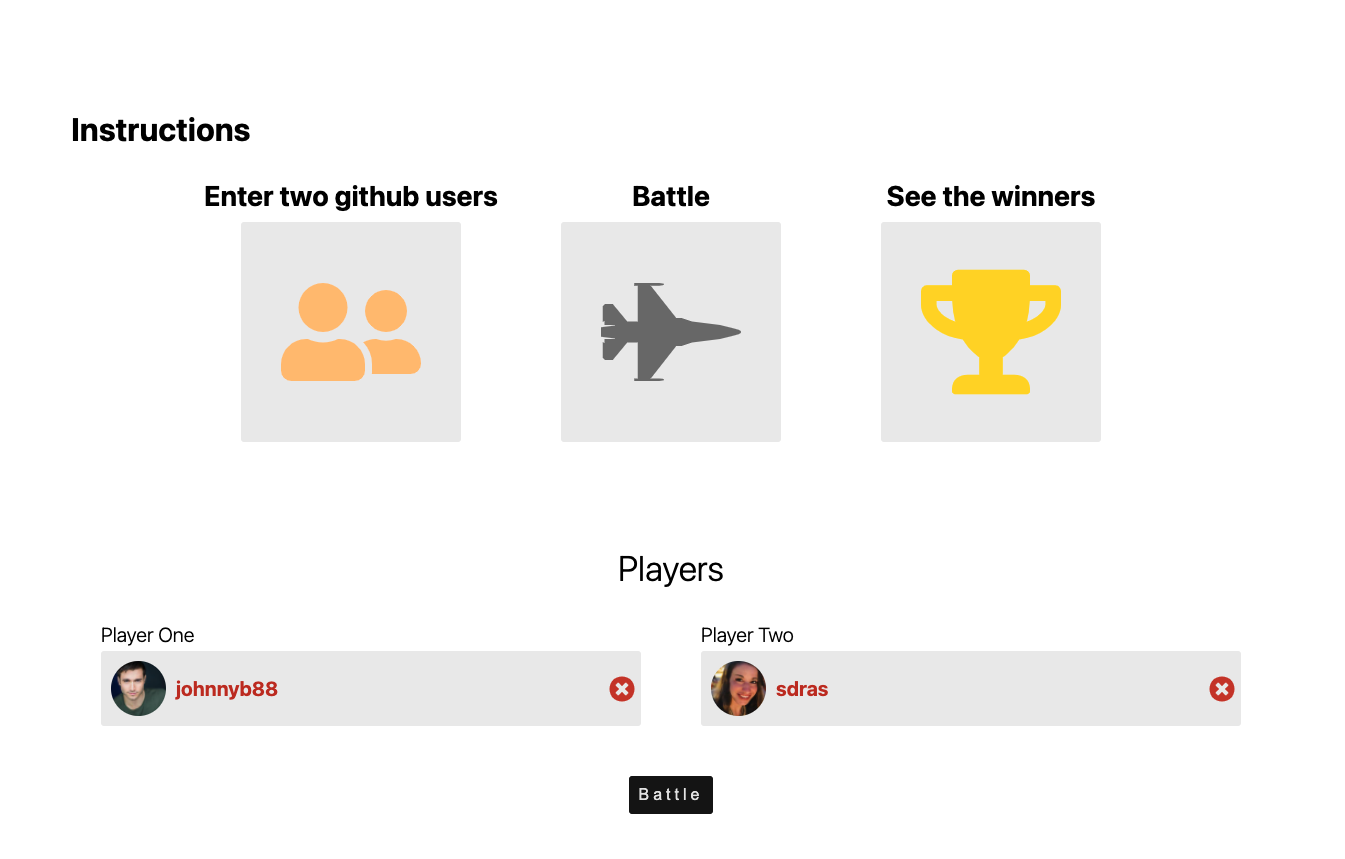 Instructions
Enter two github users
Battle
See the winners
Players
Player One
Player Two
johnnyb88
sdras
Battle